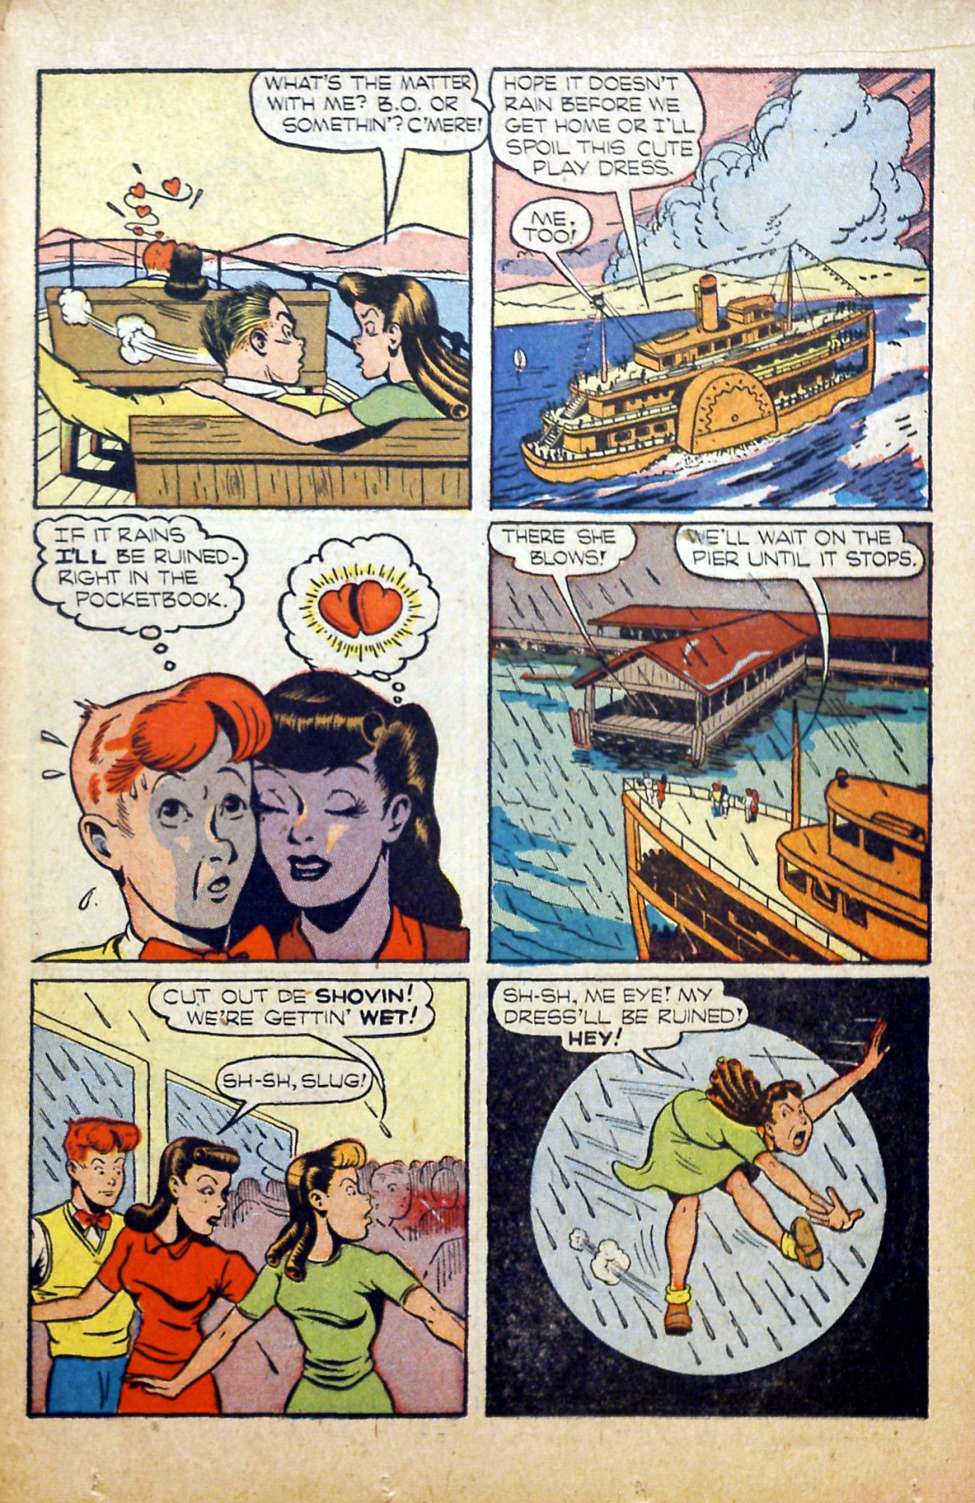 WHAT'S THE MATTER
WITH ME? B.O. OR
SOMETHIN'? C'MERE!
HOPE IT DOESN'T
RAIN BEFORE WE
GET HOME OR I'LL
SPOIL THIS CUTE
PLAY DRESS.
ME,
TOO!
IF IT RAINS
I'LL BE RUINED-
RIGHT IN THE
POCKETBOOK.
THERE SHE
BLOWS!
WE'LL WAIT ON THE
PIER UNTIL IT STOPS.
CUT OUT DE SHOVIN!
WE'RE GETTIN' WET!
SH-SH, SLUG!
SH-SH, ME EYE! MY
DRESS'LL BE RUINED!
HEY!